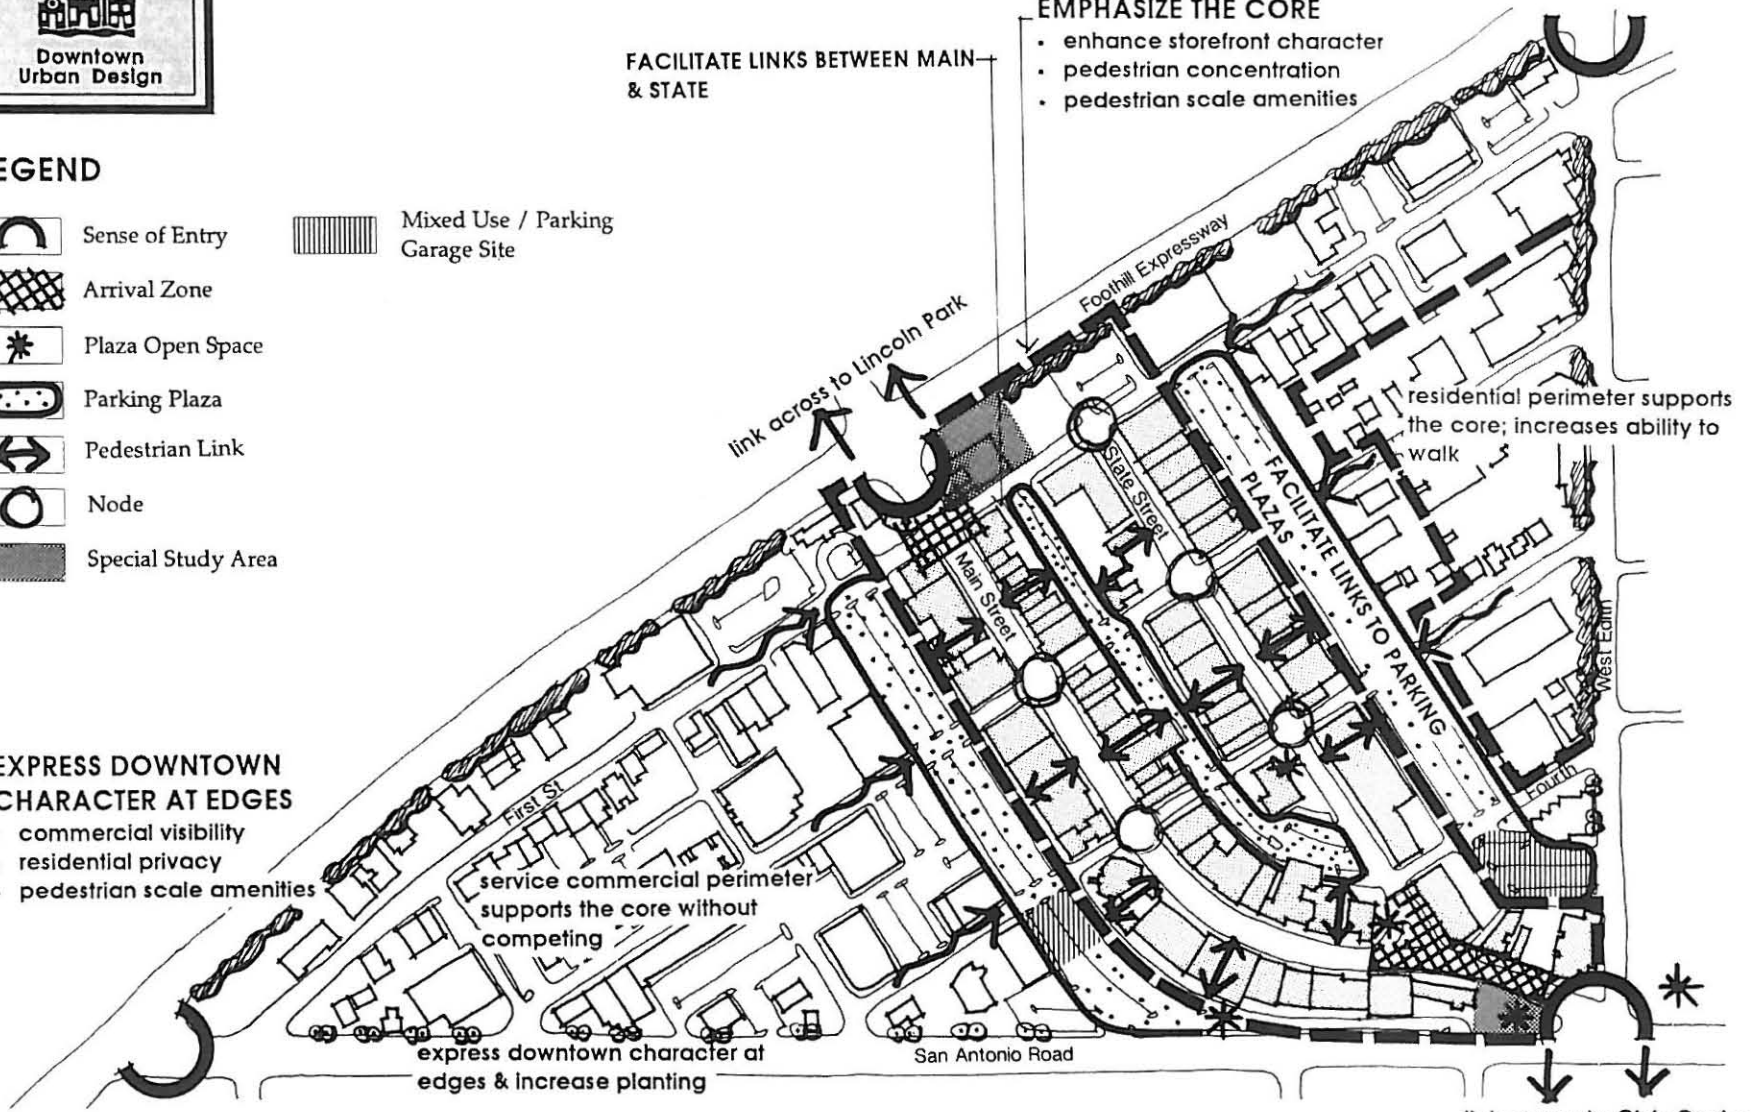 Downtown
Urban Design
EGEND
Sense of Entry
Arrival Zone
Plaza Open Space
Parking Plaza
Pedestrian Link
Node
Special Study Area
Mixed Use / Parking
Garage Site
FACILITATE LINKS BETWEEN MAIN
& STATE
EMPHASIZE THE CORE
• enhance storefront character
• pedestrian concentration
• pedestrian scale amenities
Foothill Expressway
link across to Lincoln Park
residential perimeter supports
the core; increases ability to
walk
State Street
FACILITATE LINKS TO PARKING
PLAZAS
Main Street
First St
Fourth
EXPRESS DOWNTOWN
CHARACTER AT EDGES
commercial visibility
residential privacy
pedestrian scale amenities
service commercial perimeter
supports the core without
competing
express downtown character at
edges & increase planting
San Antonio Road